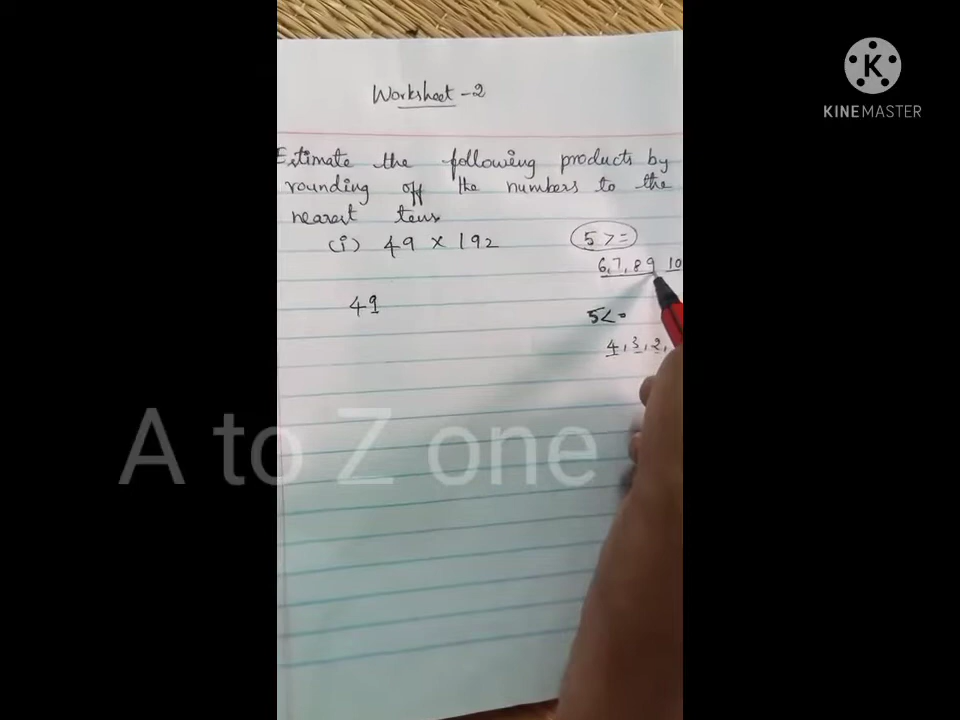 Worksheet -2
Estimate the following products by
rounding off the numbers to the
nearest tens
(i) 49 × 192
5 > =
6, 7, 8 9 10
49
5 <
4, 3, 2,
A to Z one
K
KINEMASTER